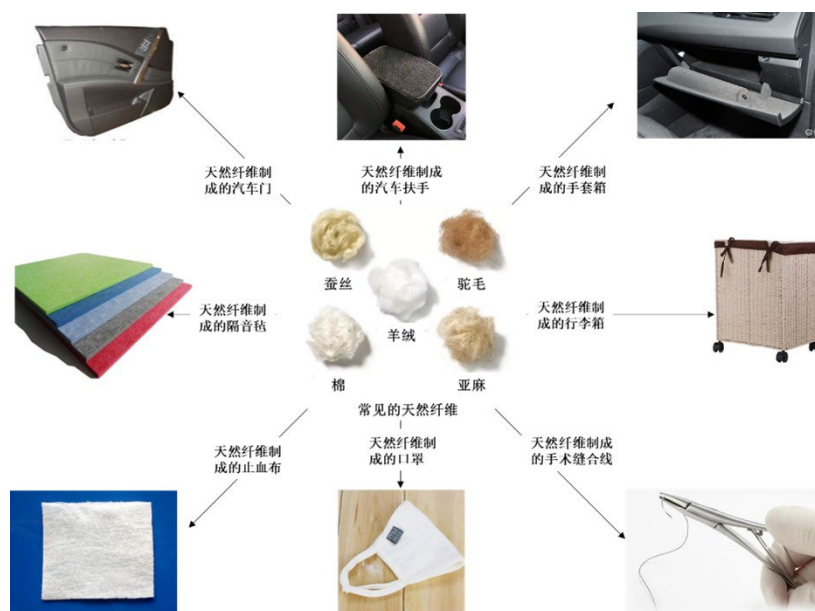 天然纤维制
成的汽车门
天然纤维制成
的汽车扶手
天然纤维制
成的手套箱
蚕丝
驼毛
天然纤维制
成的隔音毡
羊绒
天然纤维制
成的行李箱
棉
亚麻
常见的天然纤维
天然纤维制
成的止血布
天然纤维制
成的口罩
天然纤维制成
的手术缝合线